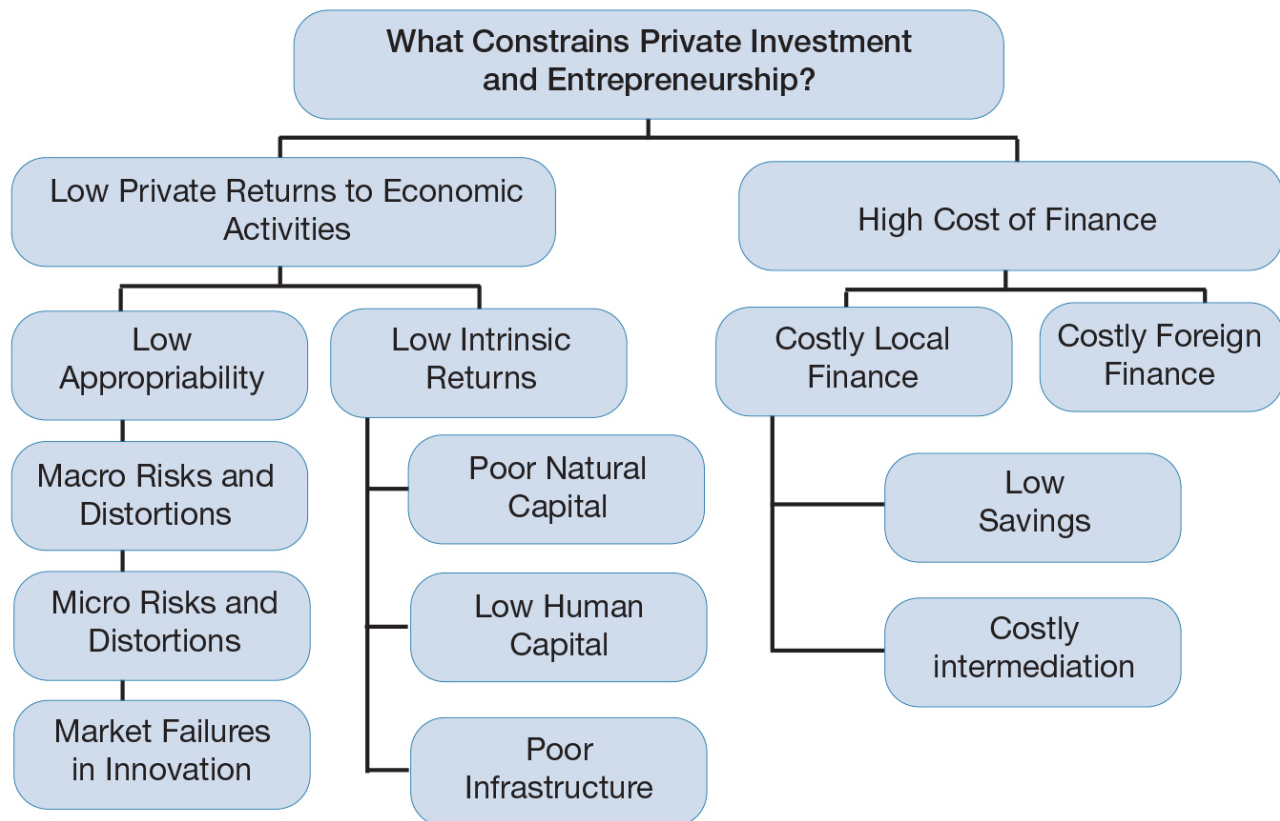 What Constrains Private Investment
and Entrepreneurship?
Low Private Returns to Economic
Activities
High Cost of Finance
Low
Appropriability
Low Intrinsic
Returns
Costly Local
Finance
Costly Foreign
Finance
Macro Risks and
Distortions
Poor Natural
Capital
Low
Savings
Micro Risks and
Distortions
Low Human
Capital
Costly
intermediation
Market Failures
in Innovation
Poor
Infrastructure